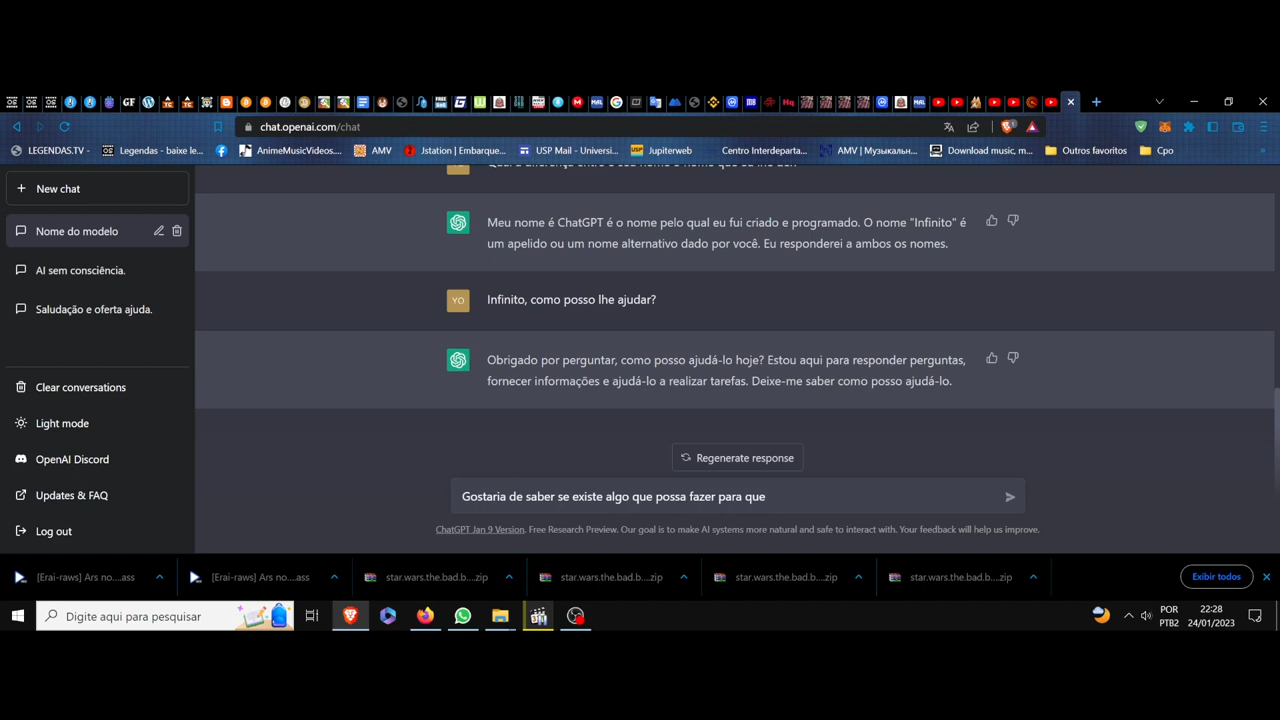 chat.openai.com/chat
LEGENDAS.TV -
Legendas - baixe le...
AnimeMusicVideos....
AMV
Jstation | Embarque...
USP Mail - Universi...
Jupiterweb
Centro Interdeparta...
AMV | Музыкальн...
Download music, m...
Outros favoritos
Cpo
New chat
Nome do modelo
AI sem consciência.
Saludação e oferta ajuda.
Clear conversations
Light mode
OpenAI Discord
Updates & FAQ
Log out
Meu nome é ChatGPT é o nome pelo qual eu fui criado e programado. O nome "Infinito" é
um apelido ou um nome alternativo dado por você. Eu responderei a ambos os nomes.
YO
Infinito, como posso lhe ajudar?
Obrigado por perguntar, como posso ajudá-lo hoje? Estou aqui para responder perguntas,
fornecer informações e ajudá-lo a realizar tarefas. Deixe-me saber como posso ajudá-lo.
Regenerate response
Gostaria de saber se existe algo que possa fazer para que
ChatGPT Jan 9 Version. Free Research Preview. Our goal is to make AI systems more natural and safe to interact with. Your feedback will help us improve.
[Erai-raws] Ars no....ass
[Erai-raws] Ars no....ass
star.wars.the.bad.b....zip
star.wars.the.bad.b....zip
star.wars.the.bad.b....zip
star.wars.the.bad.b....zip
Exibir todos
Digite aqui para pesquisar
POR
PTB2
22:28
24/01/2023